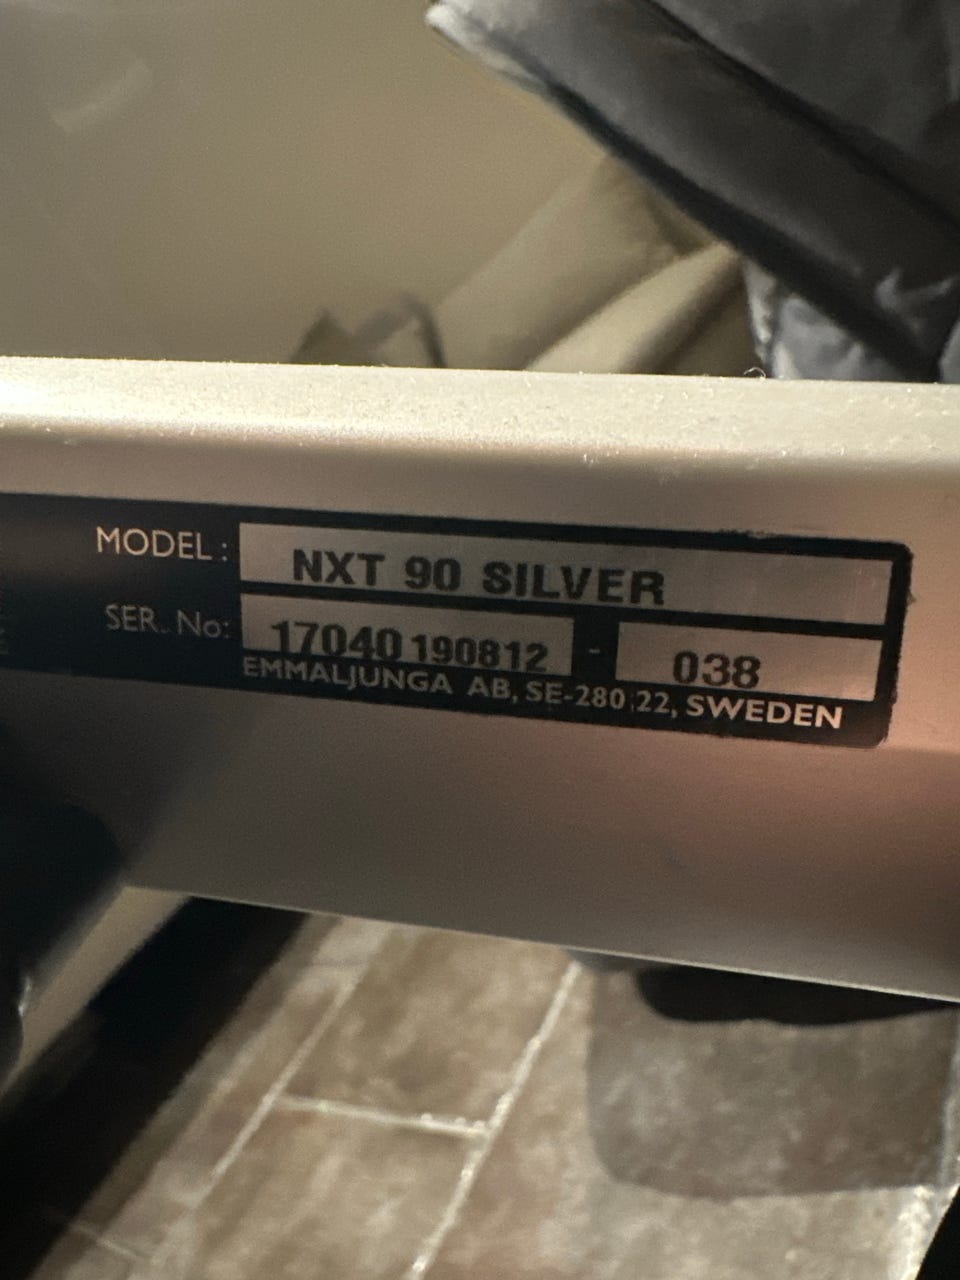 MODEL : NXT 90 SILVER
SER. No: 17040 190812 - 038
EMMALJUNGA AB, SE-280 22, SWEDEN